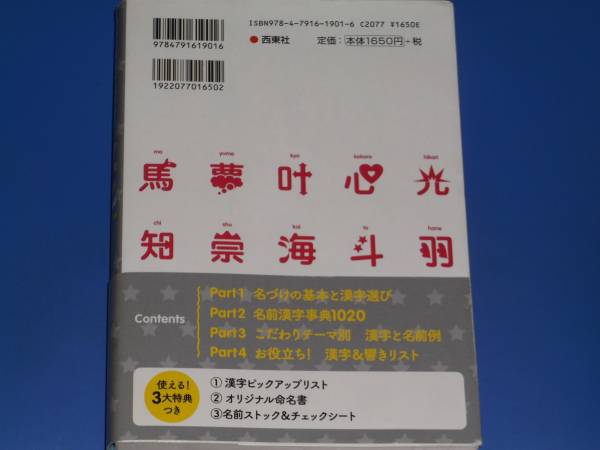 ISBN978-4-7916-1901-6 C2077 ¥1650E
9784791619016
西東社 定価:本体1650円+税
1922077016502
ma yume kyo kokoro hikari
馬 夢 叶 心 光
chi shu kai to hane
知 崇 海 斗 羽
Contents
Part1 名づけの基本と漢字選び
Part2 名前漢字事典1020
Part3 こだわりテーマ別 漢字と名前例
Part4 お役立ち! 漢字&響きリスト
使える!
3大特典
つき
①漢字ピックアップリスト
②オリジナル命名書
③名前ストック&チェックシート